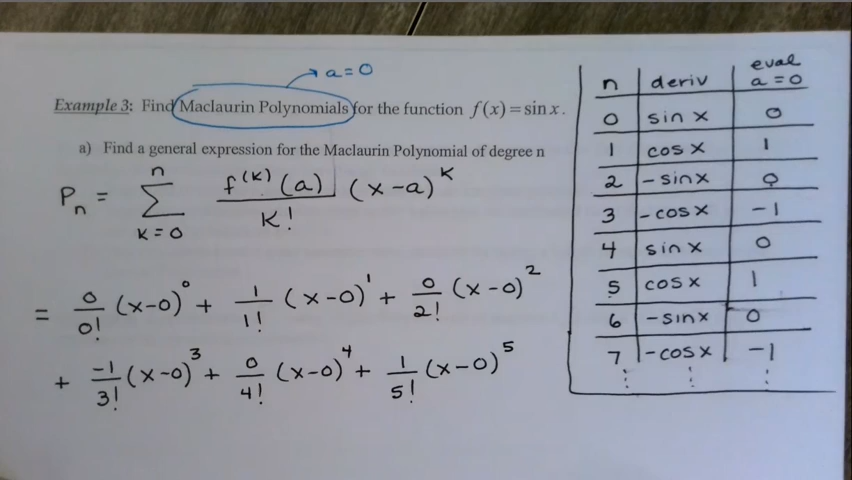 → a = 0
Example 3: Find Maclaurin Polynomials for the function f(x) = sin x.
a) Find a general expression for the Maclaurin Polynomial of degree n
Pₙ = ∑ₖ₌₀ⁿ f⁽ᴷ⁾(a)/K! (x-a)ᴷ
= 0/0! (x-0)⁰ + 1/1! (x-0)¹ + 0/2! (x-0)²
+ -1/3! (x-0)³ + 0/4! (x-0)⁴ + 1/5! (x-0)⁵
n deriv eval a = 0
0 sin x 0
1 cos x 1
2 -sin x 0
3 -cos x -1
4 sin x 0
5 cos x 1
6 -sin x 0
7 -cos x -1
⋮ ⋮ ⋮